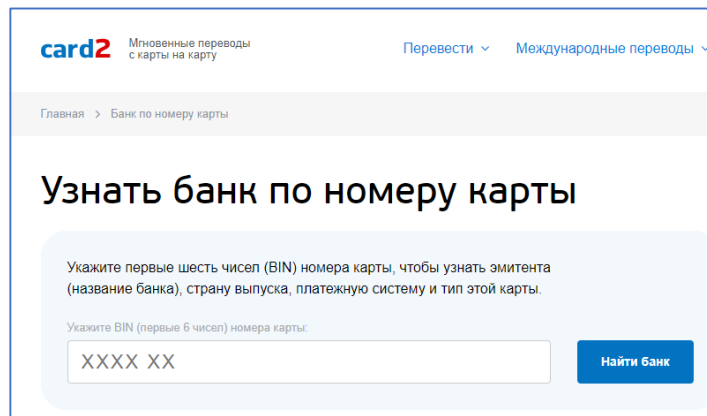 card2
Мгновенные переводы
с карты на карту
Перевести
Международные переводы
Главная > Банк по номеру карты
Узнать банк по номеру карты
Укажите первые шесть чисел (BIN) номера карты, чтобы узнать эмитента
(название банка), страну выпуска, платежную систему и тип этой карты.
Укажите BIN (первые 6 чисел) номера карты:
XXXX XX
Найти банк